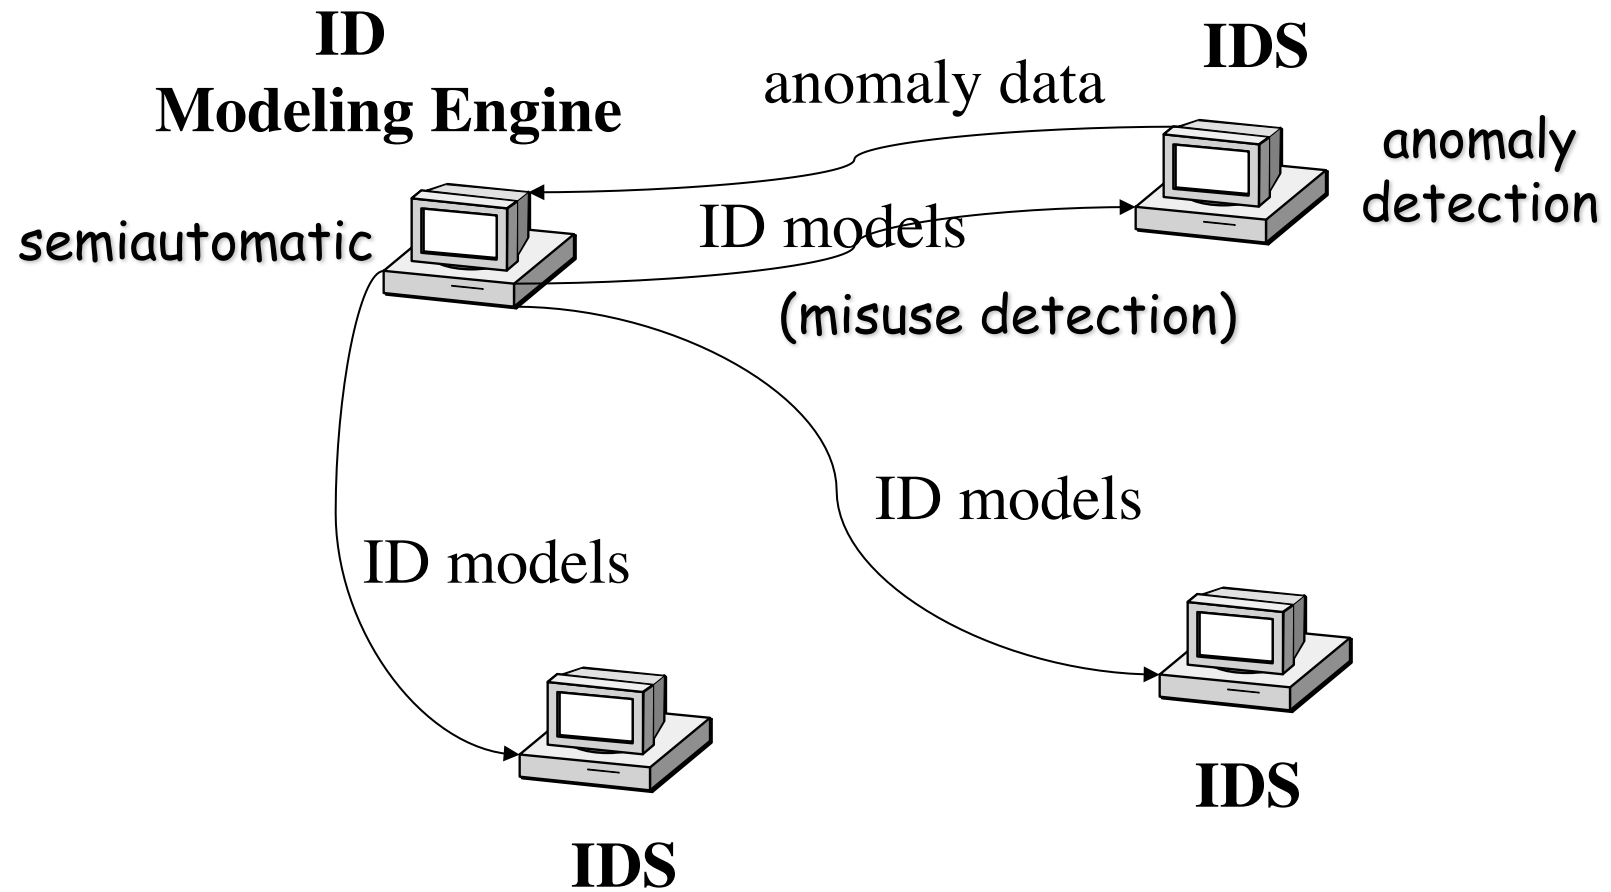 ID
Modeling Engine
IDS
anomaly data
anomaly
detection
semiautomatic
ID models
(misuse detection)
ID models
ID models
IDS
IDS